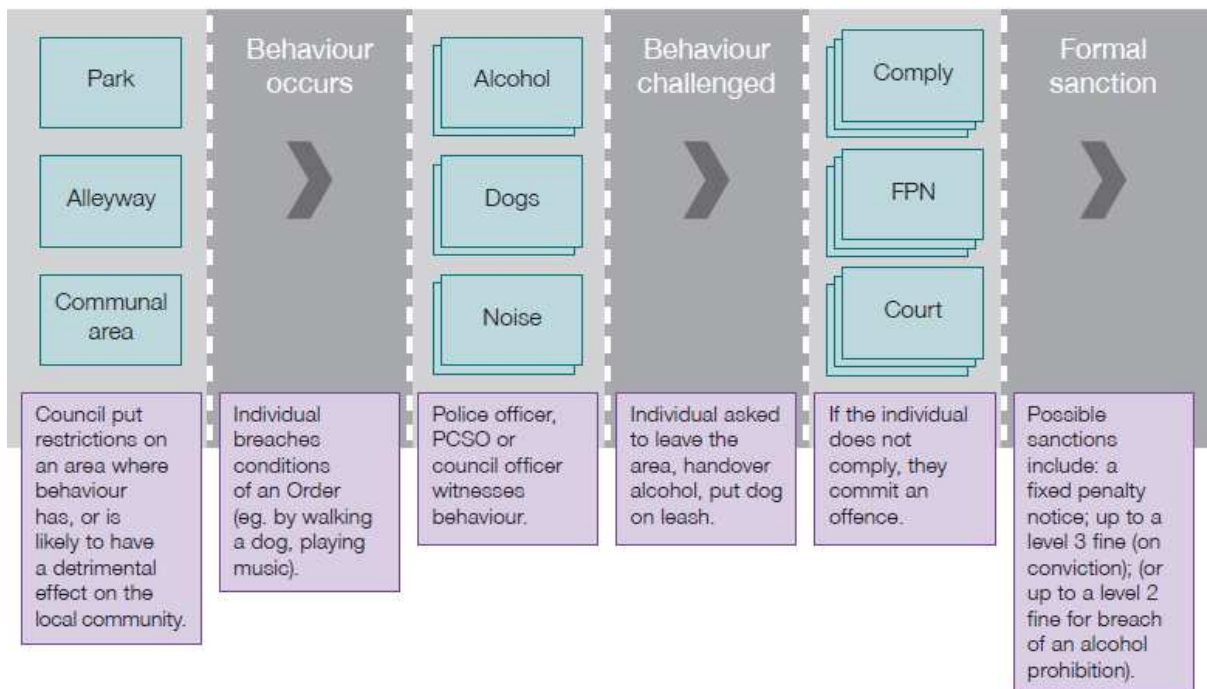 Park
Alleyway
Communal
area
Behaviour
occurs
Alcohol
Dogs
Noise
Behaviour
challenged
Comply
FPN
Court
Formal
sanction
Council put
restrictions on
an area where
behaviour
has, or is
likely to have
a detrimental
effect on the
local community.
Individual
breaches
conditions
of an Order
(eg. by walking
a dog, playing
music).
Police officer,
PCSO or
council officer
witnesses
behaviour.
Individual asked
to leave the
area, handover
alcohol, put dog
on leash.
If the individual
does not
comply, they
commit an
offence.
Possible
sanctions
include: a
fixed penalty
notice; up to a
level 3 fine (on
conviction); (or
up to a level 2
fine for breach
of an alcohol
prohibition).